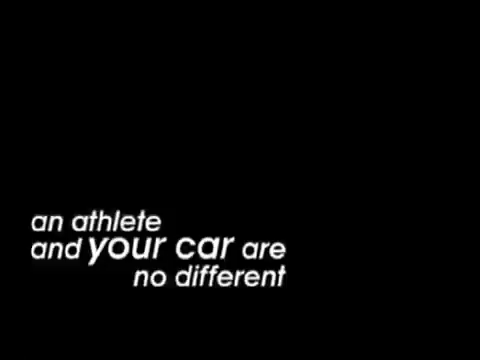 an athlete
and your car are
no different